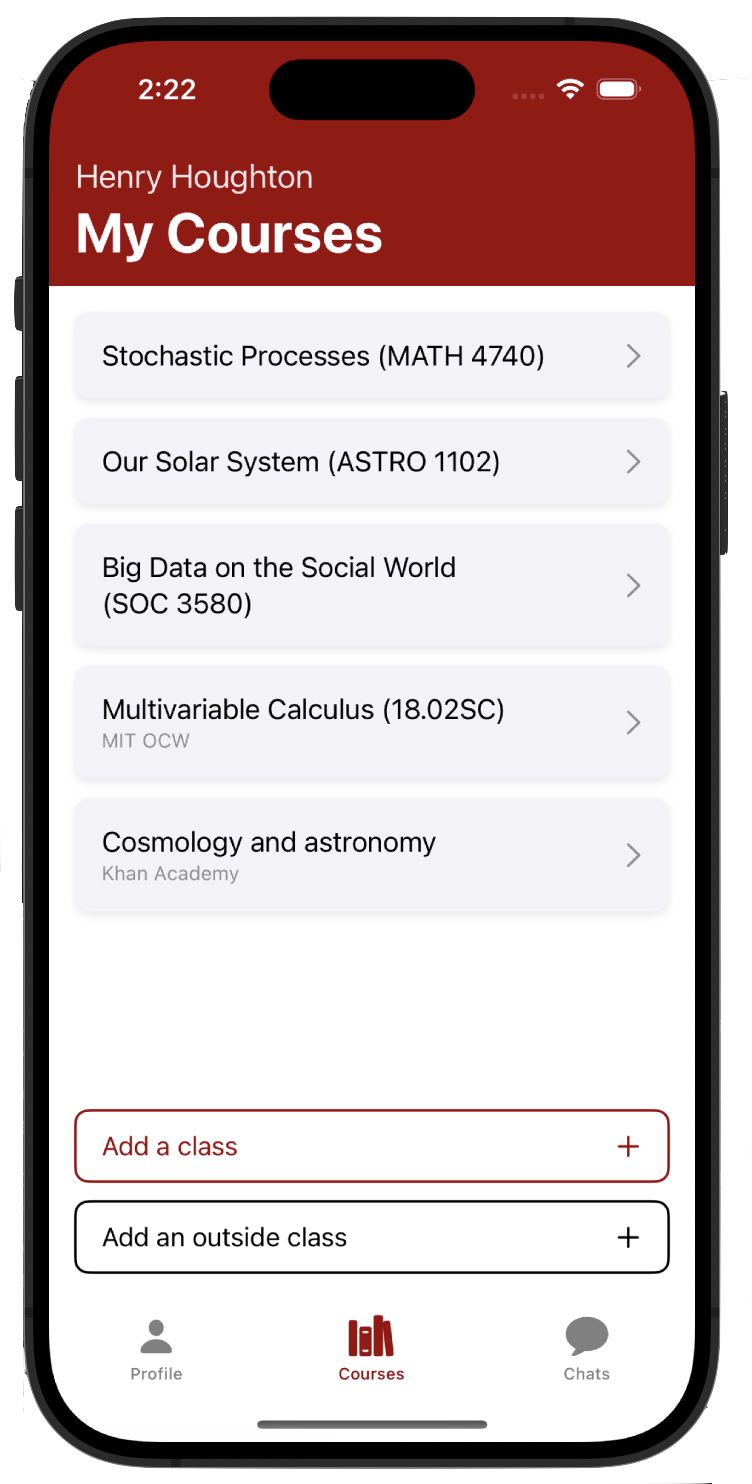 2:22
Henry Houghton
My Courses
Stochastic Processes (MATH 4740)
Our Solar System (ASTRO 1102)
Big Data on the Social World
(SOC 3580)
Multivariable Calculus (18.02SC)
MIT OCW
Cosmology and astronomy
Khan Academy
Add a class
Add an outside class
Profile
Courses
Chats